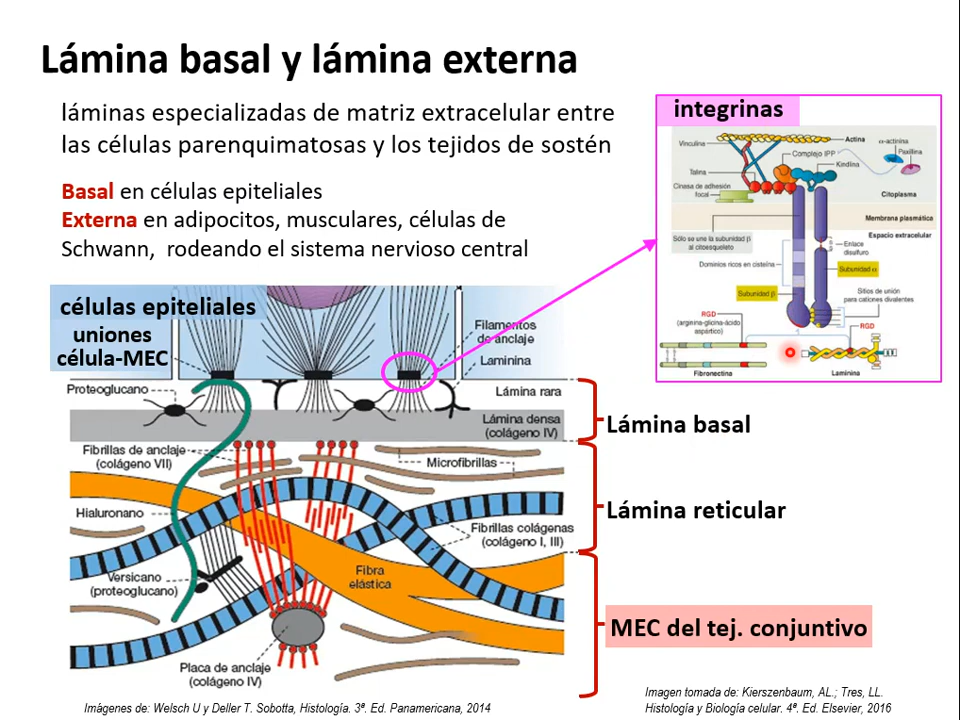 Lámina basal y lámina externa
láminas especializadas de matriz extracelular entre
las células parenquimatosas y los tejidos de sostén
Basal en células epiteliales
Externa en adipocitos, musculares, células de
Schwann, rodeando el sistema nervioso central
integrinas
Vinculina
Actina
α-actinina
Paxilina
Complejo IPP
Kindina
Talina
Cinasa de adhesión
focal
Citoplasma
Membrana plasmática
Espacio extracelular
Sólo se une la subunidad β
al citoesqueleto
Enlace
disulfuro
Dominios ricos en cisteína
Subunidad α
Subunidad β
Sitios de unión
para cationes divalentes
RGD
(arginina-glicina-ácido
aspártico)
RGD
Fibronectina
Laminina
células epiteliales
uniones
célula-MEC
Filamentos
de anclaje
Laminina
Proteoglucano
Lámina rara
Lámina densa
(colágeno IV)
Lámina basal
Fibrillas de anclaje
(colágeno VII)
Microfibrillas
Hialuronano
Fibrillas colágenas
(colágeno I, III)
Lámina reticular
Versicano
(proteoglucano)
Fibra
elástica
MEC del tej. conjuntivo
Placa de anclaje
(colágeno IV)
Imágenes de: Welsch U y Deller T. Sobotta, Histología. 3ª. Ed. Panamericana, 2014
Imagen tomada de: Kierszenbaum, AL.; Tres, LL.
Histología y Biología celular. 4ª. Ed. Elsevier, 2016